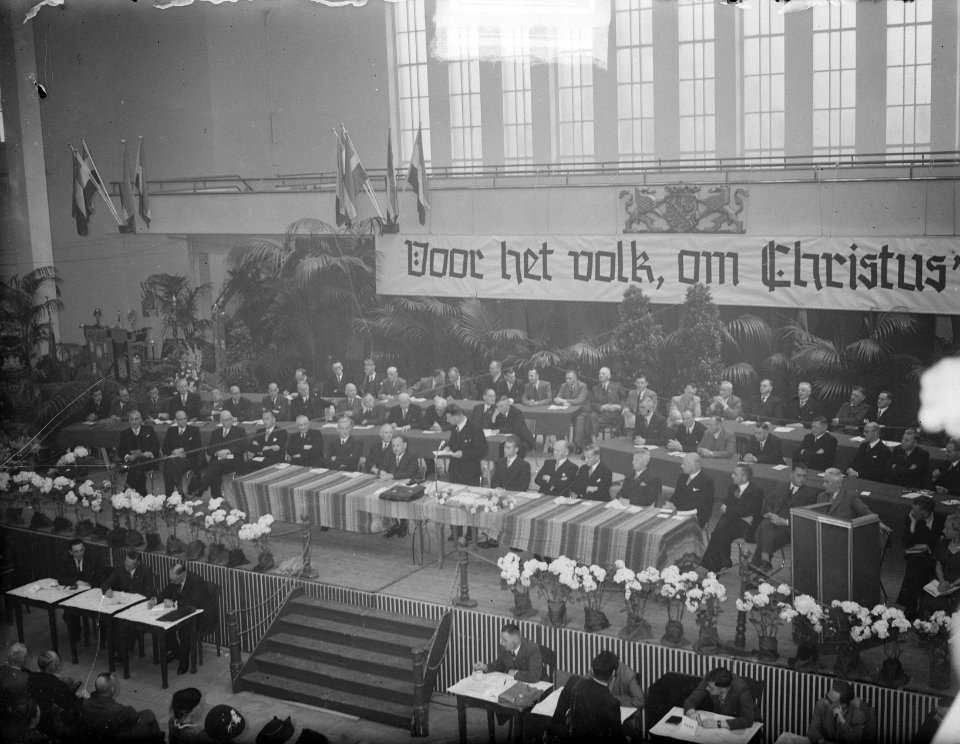 Voor het volk, om Christus'